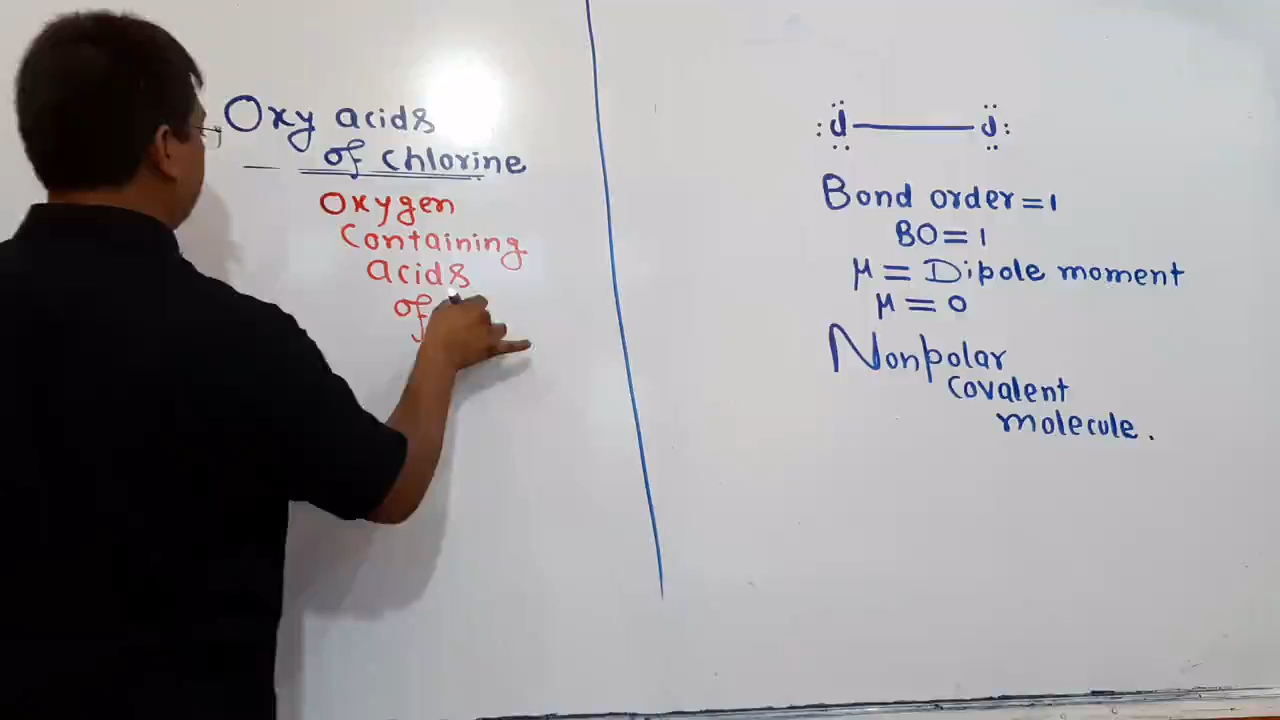 Oxy acids
of chlorine
Oxygen
Containing
acids
of
:Cl — Cl:
Bond order = 1
BO = 1
μ = Dipole moment
μ = 0
Nonpolar
Covalent
molecule.